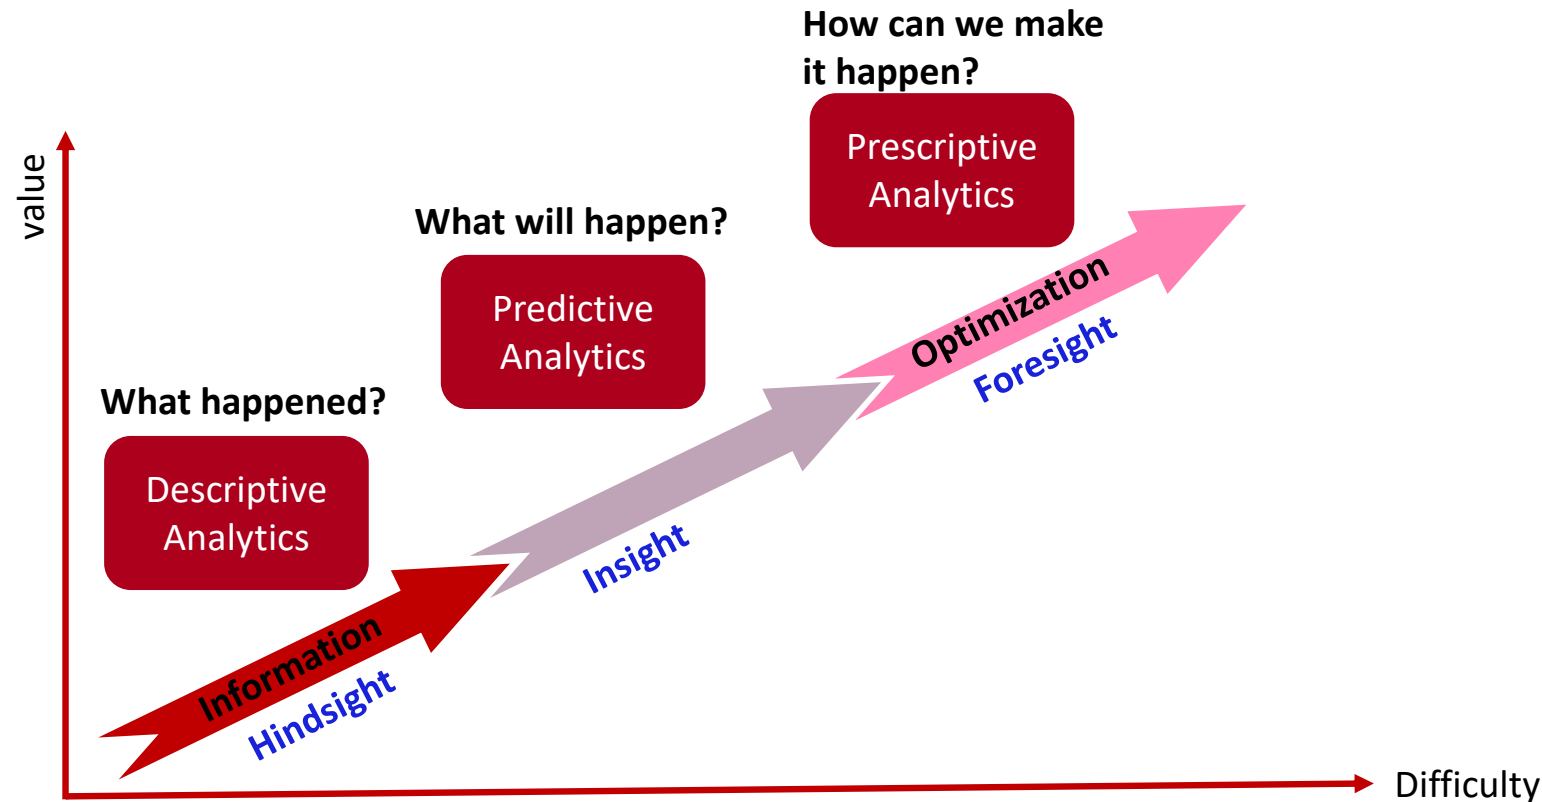 How can we make
it happen?
Prescriptive
Analytics
value
What will happen?
Predictive
Analytics
Optimization
Foresight
What happened?
Descriptive
Analytics
Insight
Information
Hindsight
Difficulty